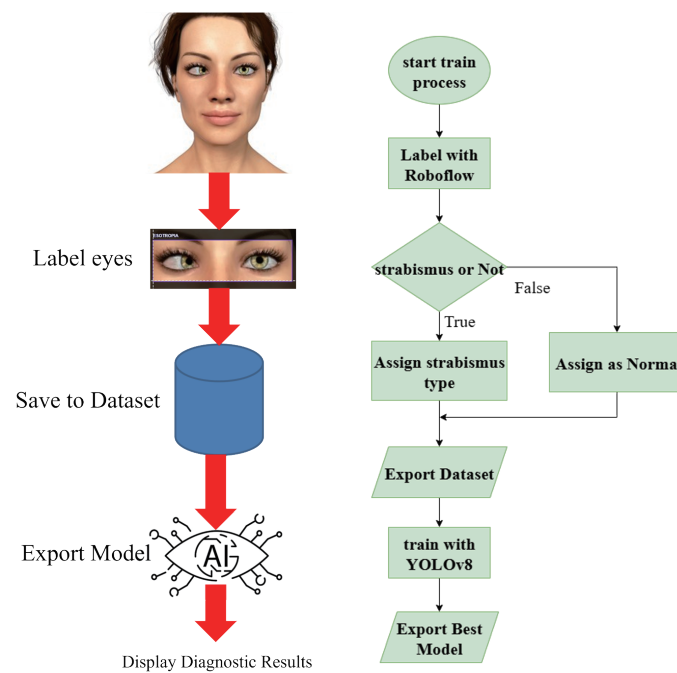 ESOTROPIA
Label eyes
Save to Dataset
Export Model
AI
Display Diagnostic Results
start train
process
Label with
Roboflow
strabismus or Not
False
True
Assign strabismus
type
Assign as Norma
Export Dataset
train with
YOLOv8
Export Best
Model